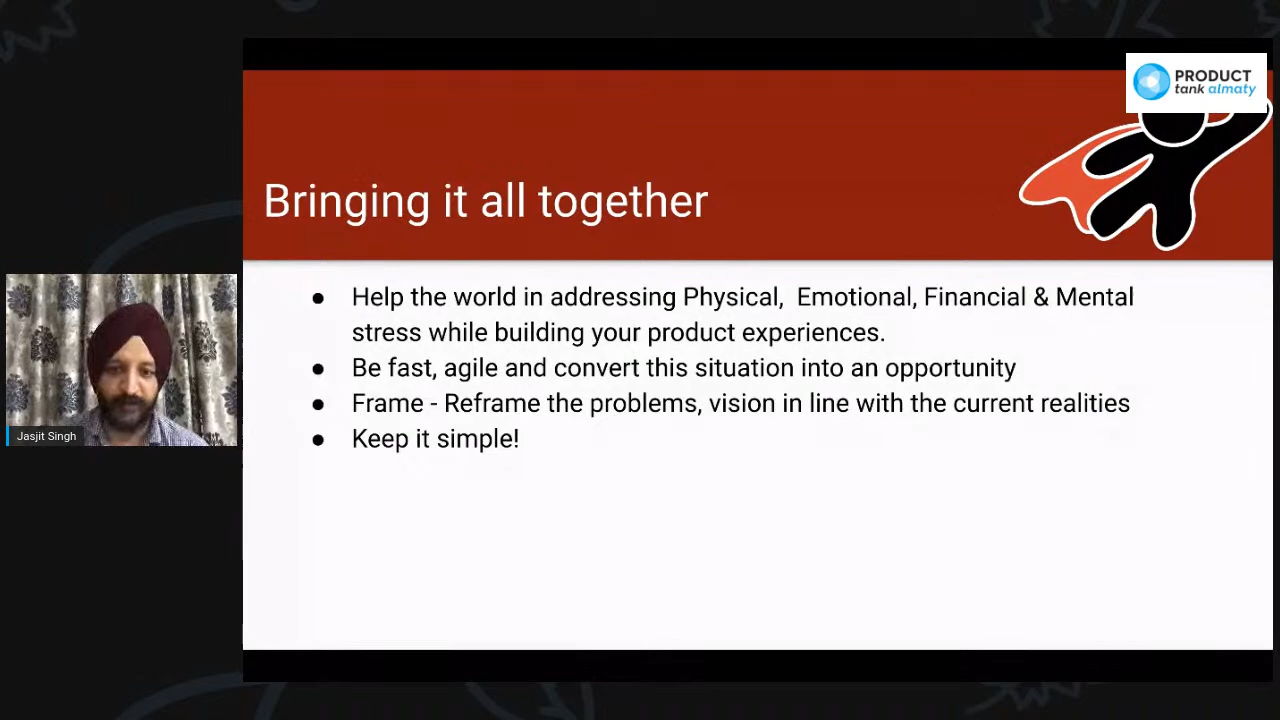 PRODUCT
tank almaty
Bringing it all together
● Help the world in addressing Physical,  Emotional, Financial & Mental
stress while building your product experiences.
● Be fast, agile and convert this situation into an opportunity
● Frame - Reframe the problems, vision in line with the current realities
● Keep it simple!
Jasjit Singh